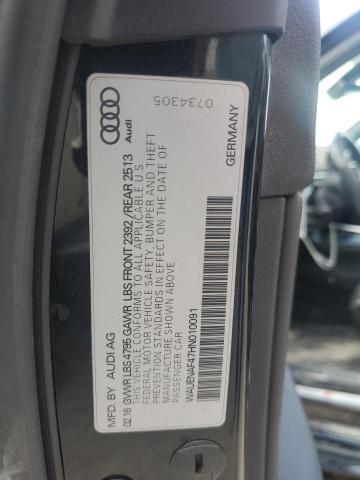 MFD. BY AUDI AG
02 16 GVWR LBS 4795 GAWR LBS FRONT 2392 /REAR 2513
THIS VEHICLE CONFORMS TO ALL APPLICABLE U.S.
FEDERAL MOTOR VEHICLE SAFETY, BUMPER AND THEFT
PREVENTION STANDARDS IN EFFECT ON THE DATE OF
MANUFACTURE SHOWN ABOVE
PASSENGER CAR
WAUENAF47HN010091
GERMANY
Audi
0734305